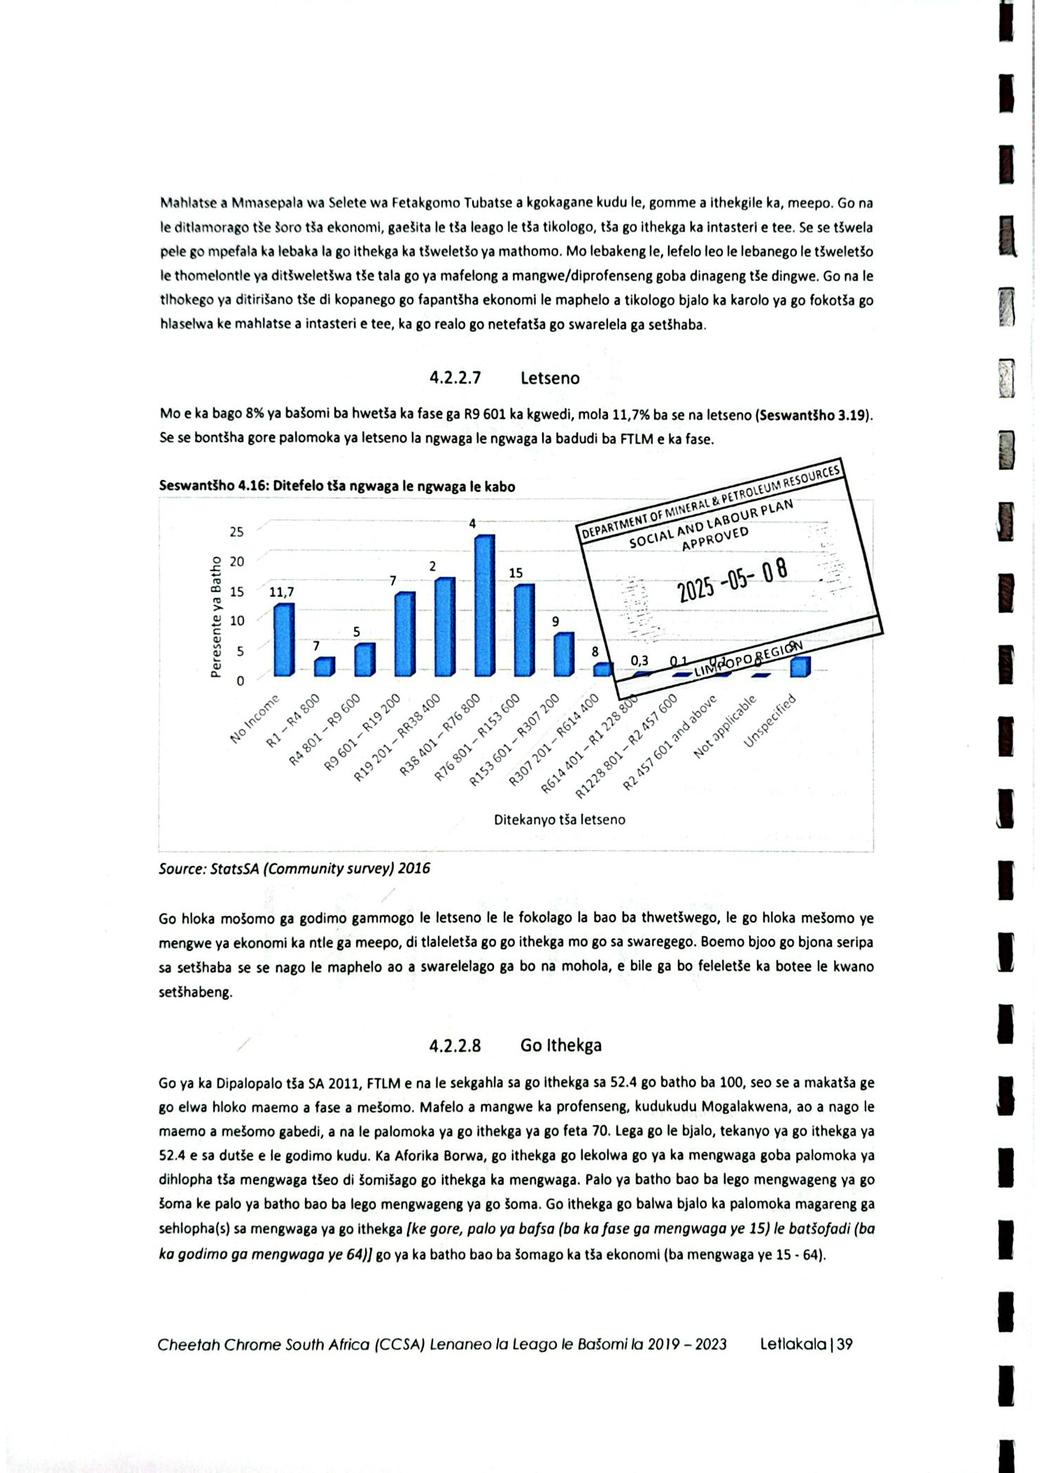 Mahlatse a Mmasepala wa Selete wa Fetakgomo Tubatse a kgokagane kudu le, gomme a ithekgile ka, meepo. Go na
le ditlamorago tše šoro tša ekonomi, gaešita le tša leago le tša tikologo, tša go ithekga ka intasteri e tee. Se se tšwela
pele go mpefala ka lebaka la go ithekga ka tšweletšo ya mathomo. Mo lebakeng le, lefelo leo le lebanego le tšweletšo
le thomelontle ya ditšweletšwa tše tala go ya mafelong a mangwe/diprofenseng goba dinageng tše dingwe. Go na le
tlhokego ya ditirišano tše di kopanego go fapantšha ekonomi le maphelo a tikologo bjalo ka karolo ya go fokotša go
hlaselwa ke mahlatse a intasteri e tee, ka go realo go netefatša go swarelela ga setšhaba.
4.2.2.7 Letseno
Mo e ka bago 8% ya bašomi ba hwetša ka fase ga R9 601 ka kgwedi, mola 11,7% ba se na letseno (Seswantšho 3.19).
Se se bontšha gore palomoka ya letseno la ngwaga le ngwaga la badudi ba FTLM e ka fase.
Seswantšho 4.16: Ditefelo tša ngwaga le ngwaga le kabo
DEPARTMENT OF MINERAL & PETROLEUM RESOURCES
SOCIAL AND LABOUR PLAN
APPROVED
2025 -05- 08
LIMPOPO REGION
Peresente ya Batho
25
20
15
10
5
0
11,7
7
5
7
2
4
15
9
8
0,3
0,1
No Income
R1 – R4 800
R4 801 – R9 600
R9 601 – R19 200
R19 201 – RR38 400
R38 401 – R76 800
R76 801 – R153 600
R153 601 – R307 200
R307 201 – R614 400
R614 401 – R1 228 800
R1228 801 – R2 457 600
R2 457 601 and above
Not applicable
Unspecified
Ditekanyo tša letseno
Source: StatsSA (Community survey) 2016
Go hloka mošomo ga godimo gammogo le letseno le le fokolago la bao ba thwetšwego, le go hloka mešomo ye
mengwe ya ekonomi ka ntle ga meepo, di tlaleletša go go ithekga mo go sa swaregego. Boemo bjoo go bjona seripa
sa setšhaba se se nago le maphelo ao a swarelelago ga bo na mohola, e bile ga bo feleletše ka botee le kwano
setšhabeng.
4.2.2.8 Go Ithekga
Go ya ka Dipalopalo tša SA 2011, FTLM e na le sekgahla sa go ithekga sa 52.4 go batho ba 100, seo se a makatša ge
go elwa hloko maemo a fase a mešomo. Mafelo a mangwe ka profenseng, kudukudu Mogalakwena, ao a nago le
maemo a mešomo gabedi, a na le palomoka ya go ithekga ya go feta 70. Lega go le bjalo, tekanyo ya go ithekga ya
52.4 e sa dutše e le godimo kudu. Ka Aforika Borwa, go ithekga go lekolwa go ya ka mengwaga goba palomoka ya
dihlopha tša mengwaga tšeo di šomišago go ithekga ka mengwaga. Palo ya batho bao ba lego mengwageng ya go
šoma ke palo ya batho bao ba lego mengwageng ya go šoma. Go ithekga go balwa bjalo ka palomoka magareng ga
sehlopha(s) sa mengwaga ya go ithekga [ke gore, palo ya bafsa (ba ka fase ga mengwaga ye 15) le batšofadi (ba
ka godimo ga mengwaga ye 64)] go ya ka batho bao ba šomago ka tša ekonomi (ba mengwaga ye 15 - 64).
Cheetah Chrome South Africa (CCSA) Lenaneo la Leago le Bašomi la 2019 – 2023 Letlakala | 39